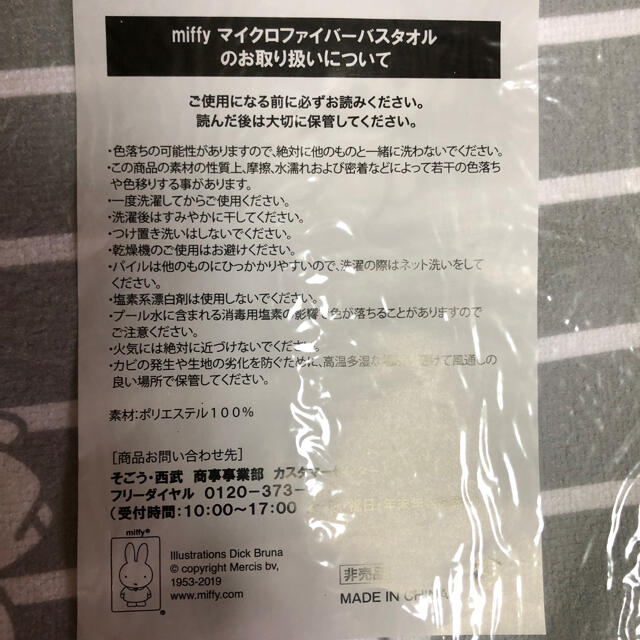 miffy マイクロファイバーバスタオル
のお取り扱いについて
ご使用になる前に必ずお読みください。
読んだ後は大切に保管してください。
・色落ちの可能性がありますので、絶対に他のものと一緒に洗わないでください。
・この商品の素材の性質上、摩擦、水濡れおよび密着などによって若干の色落ち
や色移りする事があります。
・一度洗濯してからご使用ください。
・洗濯後はすみやかに干してください。
・つけ置き洗いはしないでください。
・乾燥機のご使用はお避けください。
・パイルは他のものにひっかかりやすいので、洗濯の際はネット洗いをして
ください。
・塩素系漂白剤は使用しないでください。
・プール水に含まれる消毒用塩素の影響で色が落ちることがありますので
ご注意ください。
・火気には絶対に近づけないでください。
・カビの発生や生地の劣化を防ぐために、高温多湿な 避けて風通しの
良い場所で保管してください。
素材:ポリエステル100%
[商品お問い合わせ先]
そごう・西武 商事事業部 カスタマー
フリーダイヤル 0120-373-
(受付時間:10:00~17:00
miffy®
Illustrations Dick Bruna
© copyright Mercis bv,
1953-2019
www.miffy.com
非売品
MADE IN CHINA